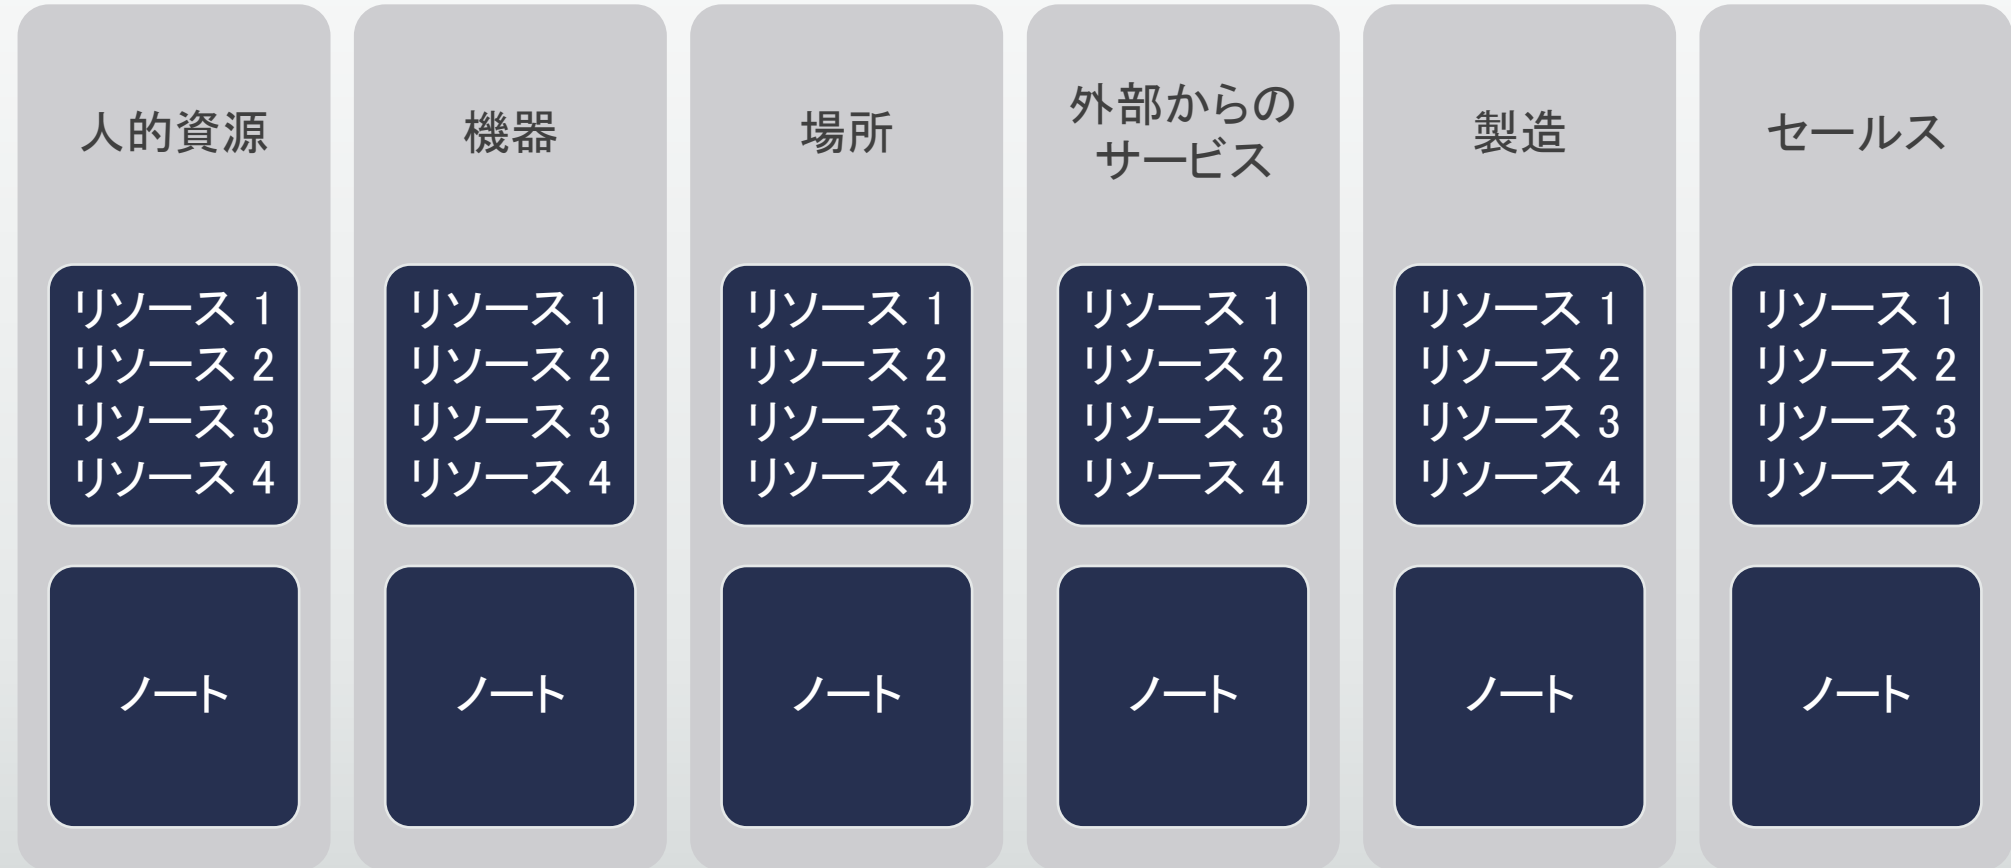 人的資源
リソース 1
リソース 2
リソース 3
リソース 4
ノート
機器
リソース 1
リソース 2
リソース 3
リソース 4
ノート
場所
リソース 1
リソース 2
リソース 3
リソース 4
ノート
外部からの
サービス
リソース 1
リソース 2
リソース 3
リソース 4
ノート
製造
リソース 1
リソース 2
リソース 3
リソース 4
ノート
セールス
リソース 1
リソース 2
リソース 3
リソース 4
ノート